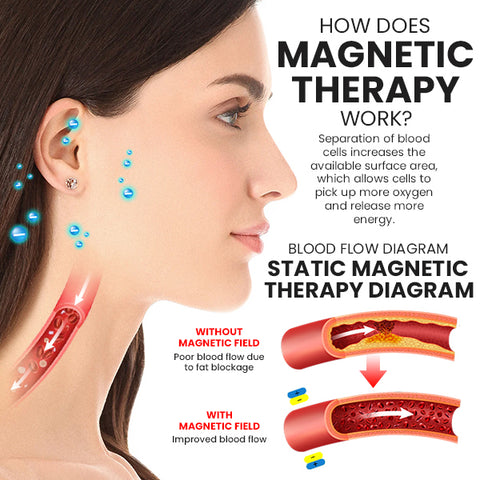 HOW DOES
MAGNETIC
THERAPY
WORK?
Separation of blood
cells increases the
available surface area,
which allows cells to
pick up more oxygen
and release more
energy.
BLOOD FLOW DIAGRAM
STATIC MAGNETIC
THERAPY DIAGRAM
WITHOUT
MAGNETIC FIELD
Poor blood flow due
to fat blockage
WITH
MAGNETIC FIELD
Improved blood flow